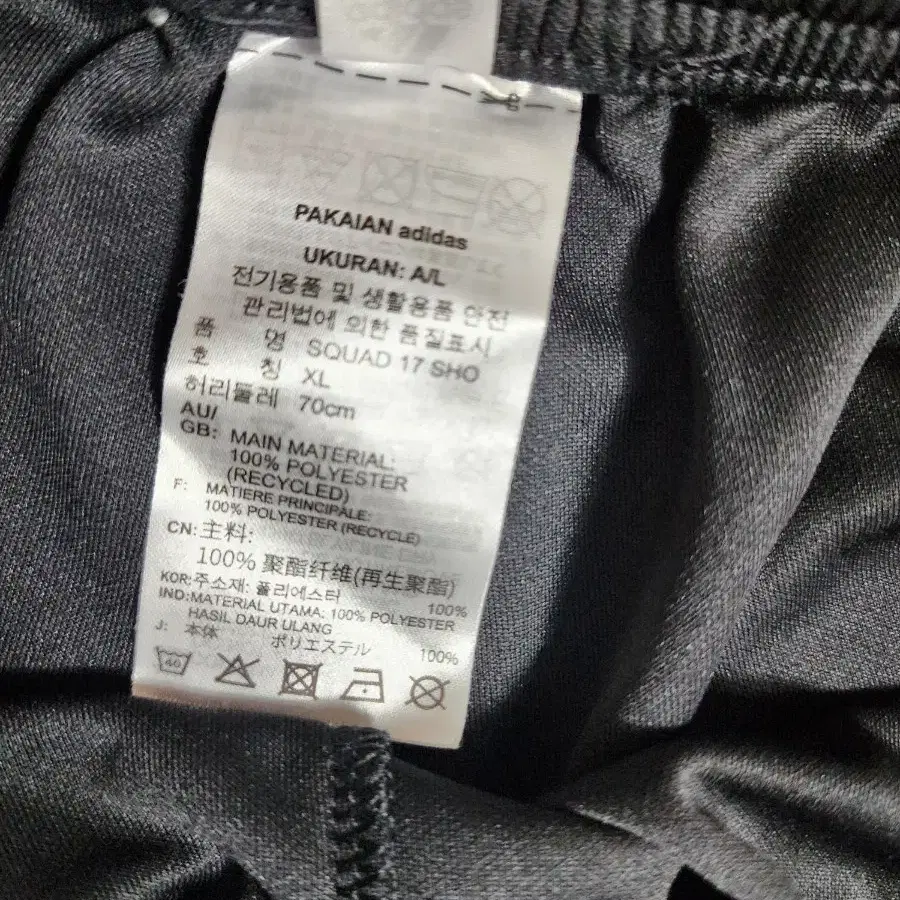 PAKAIAN adidas
UKURAN: A/L
전기용품 및 생활용품 안전
관리법에 의한 품질표시
품 명 SQUAD 17 SHO
호 칭 XL
허리둘레 70cm
AU/
GB: MAIN MATERIAL:
100% POLYESTER
(RECYCLED)
F: MATIERE PRINCIPALE:
100% POLYESTER (RECYCLE)
CN: 主料:
100% 聚酯纤维(再生聚酯)
KOR: 주소재: 폴리에스터 100%
IND: MATERIAL UTAMA: 100% POLYESTER
HASIL DAUR ULANG
J: 本体 ポリエステル 100%
40